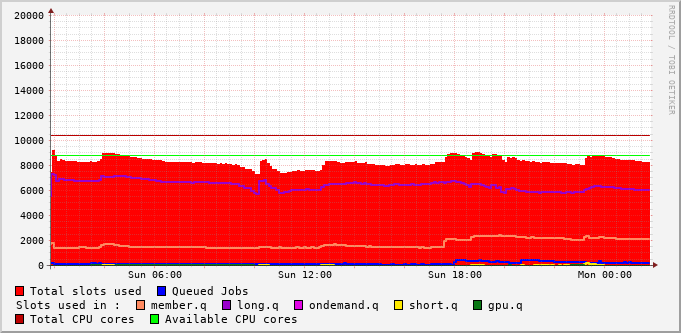 20000
18000
16000
14000
12000
10000
8000
6000
4000
2000
0
Sun 06:00 Sun 12:00 Sun 18:00 Mon 00:00
RRDTOOL / TOBI OETIKER
Total slots used Queued Jobs
Slots used in : member.q long.q ondemand.q short.q gpu.q
Total CPU cores Available CPU cores